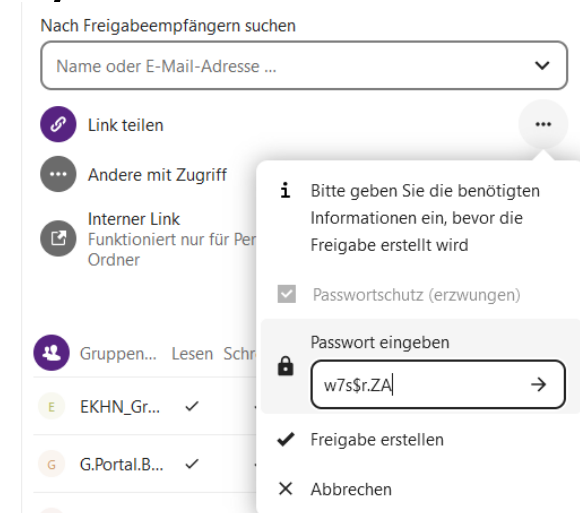 Nach Freigabeempfängern suchen
Name oder E-Mail-Adresse ...
Link teilen
Andere mit Zugriff
Interner Link
Funktioniert nur für Per
Ordner
i Bitte geben Sie die benötigten
Informationen ein, bevor die
Freigabe erstellt wird
Passwortschutz (erzwungen)
Passwort eingeben
w7s$r.ZA
Freigabe erstellen
Abbrechen
Gruppen... Lesen Schr
E EKHN_Gr...
G G.Portal.B...